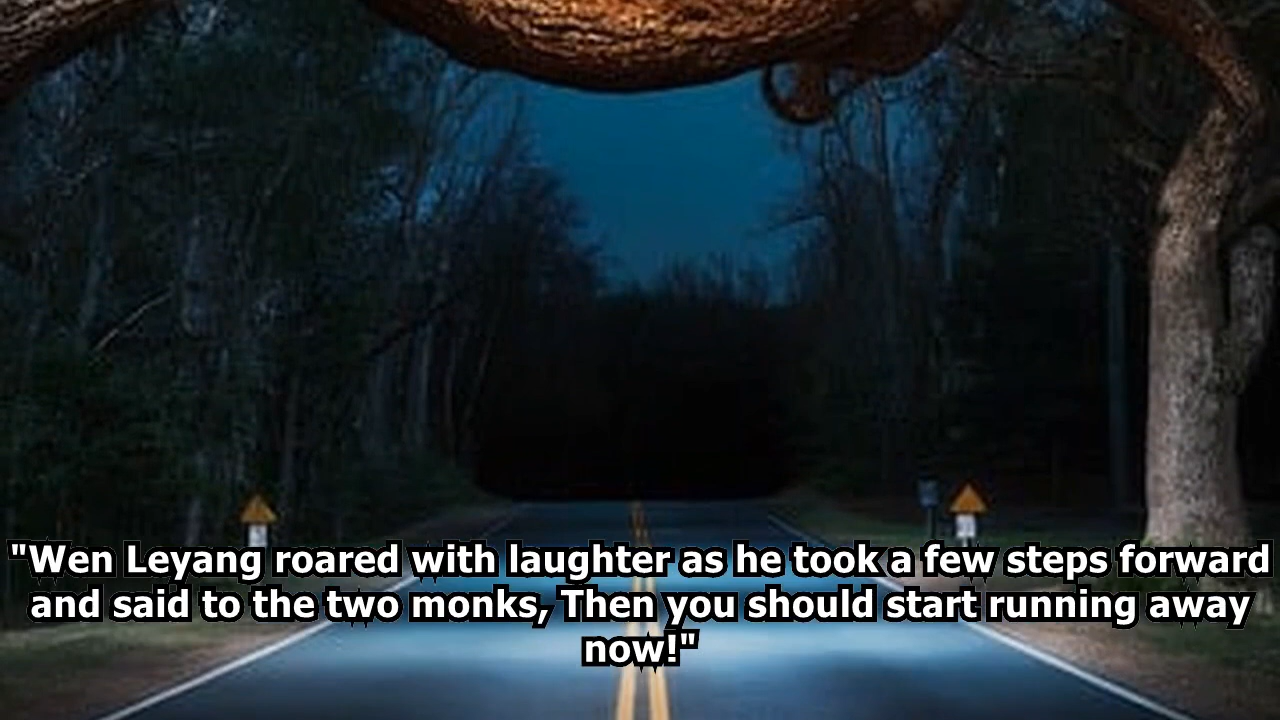 "Wen Leyang roared with laughter as he took a few steps forward
and said to the two monks, Then you should start running away
now!"